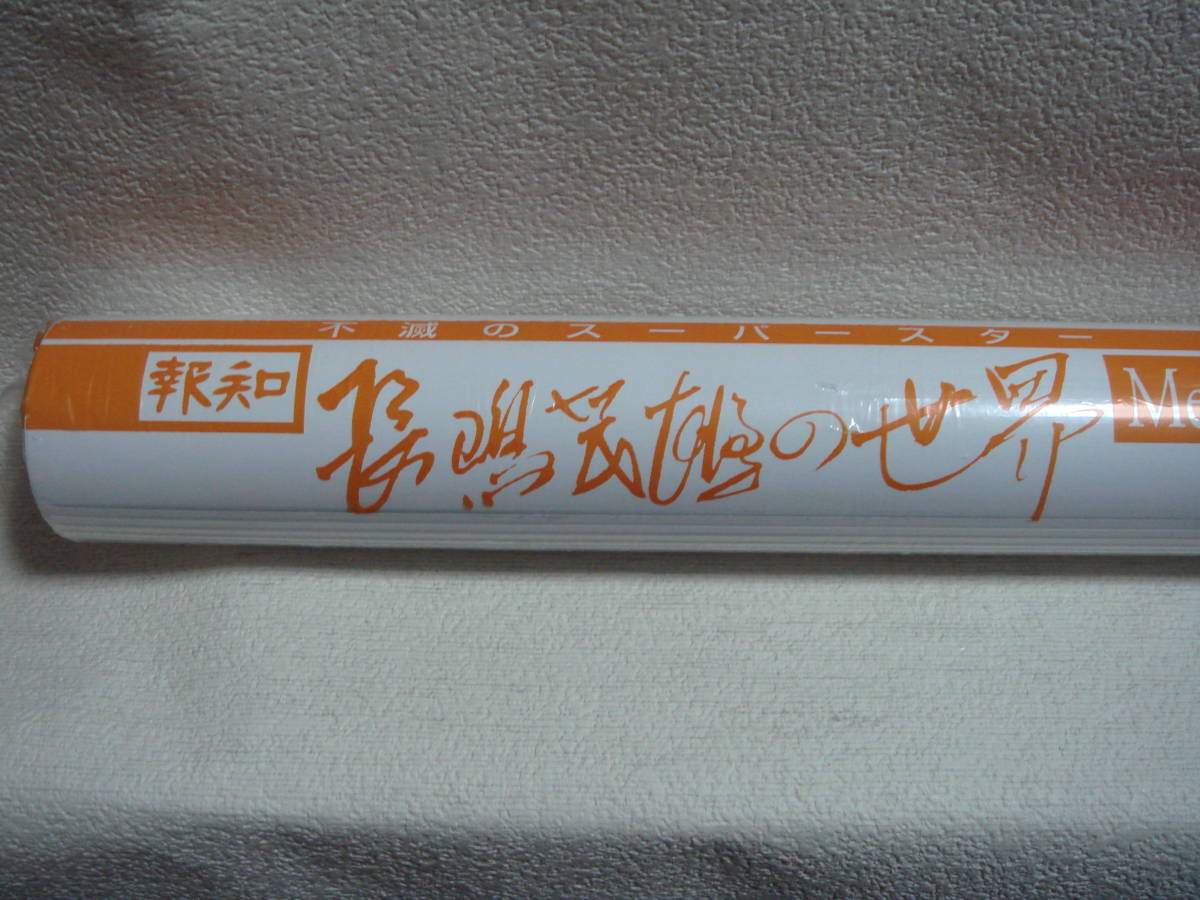 不滅のスーパースター
報知
長嶋茂雄の世界
Me